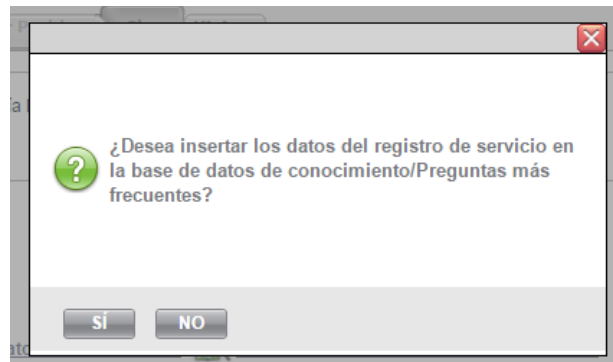 ¿Desea insertar los datos del registro de servicio en
la base de datos de conocimiento/Preguntas más
frecuentes?
SÍ
NO